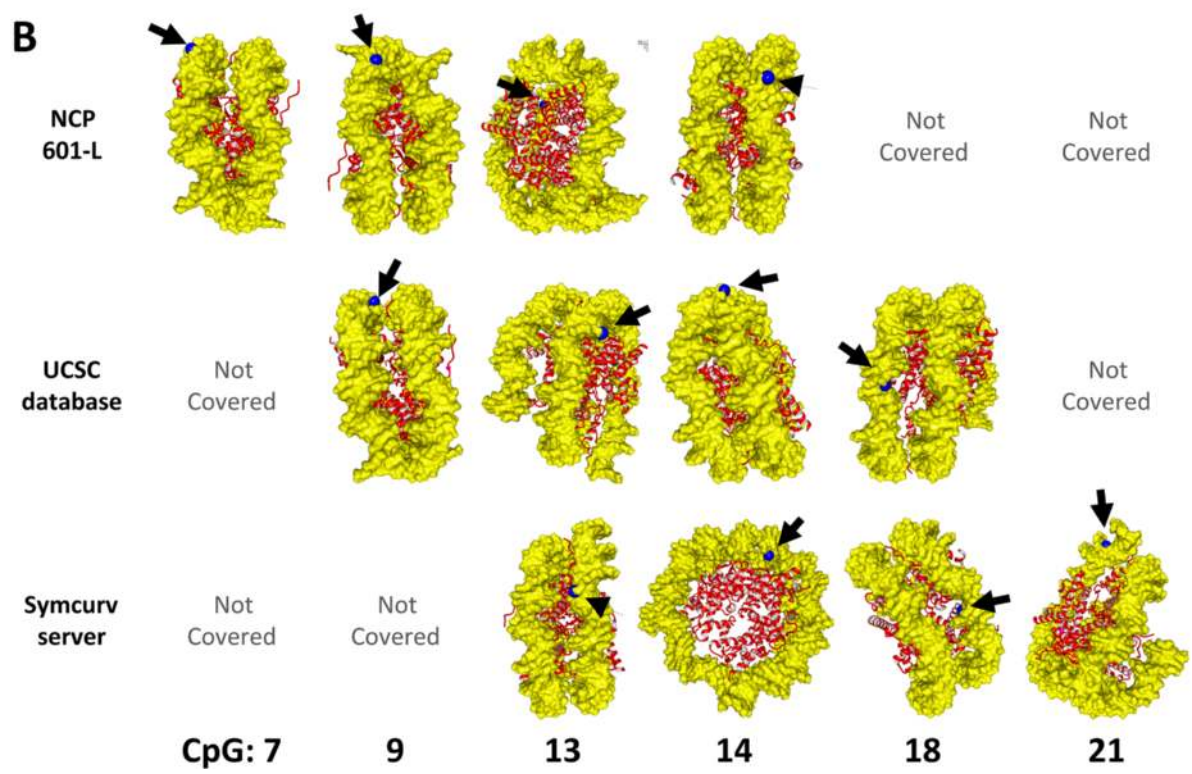 B
NCP
601-L
Not
Covered
Not
Covered
UCSC
database
Not
Covered
Not
Covered
Symcurv
server
Not
Covered
Not
Covered
CpG: 7 9 13 14 18 21